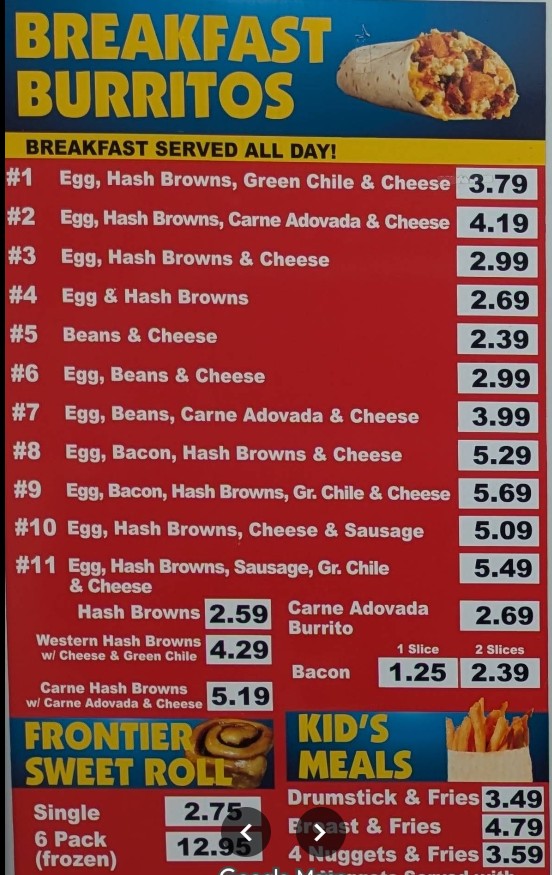 BREAKFAST
BURRITOS
BREAKFAST SERVED ALL DAY!
#1 Egg, Hash Browns, Green Chile & Cheese 3.79
#2 Egg, Hash Browns, Carne Adovada & Cheese 4.19
#3 Egg, Hash Browns & Cheese 2.99
#4 Egg & Hash Browns 2.69
#5 Beans & Cheese 2.39
#6 Egg, Beans & Cheese 2.99
#7 Egg, Beans, Carne Adovada & Cheese 3.99
#8 Egg, Bacon, Hash Browns & Cheese 5.29
#9 Egg, Bacon, Hash Browns, Gr. Chile & Cheese 5.69
#10 Egg, Hash Browns, Cheese & Sausage 5.09
#11 Egg, Hash Browns, Sausage, Gr. Chile 5.49
& Cheese
Hash Browns 2.59
Western Hash Browns
w/ Cheese & Green Chile 4.29
Carne Hash Browns
w/ Carne Adovada & Cheese 5.19
Carne Adovada
Burrito 2.69
1 Slice 2 Slices
Bacon 1.25 2.39
FRONTIER
SWEET ROLL
Single 2.75
6 Pack
(frozen) 12.95
KID'S
MEALS
Drumstick & Fries 3.49
Breast & Fries 4.79
4 Nuggets & Fries 3.59